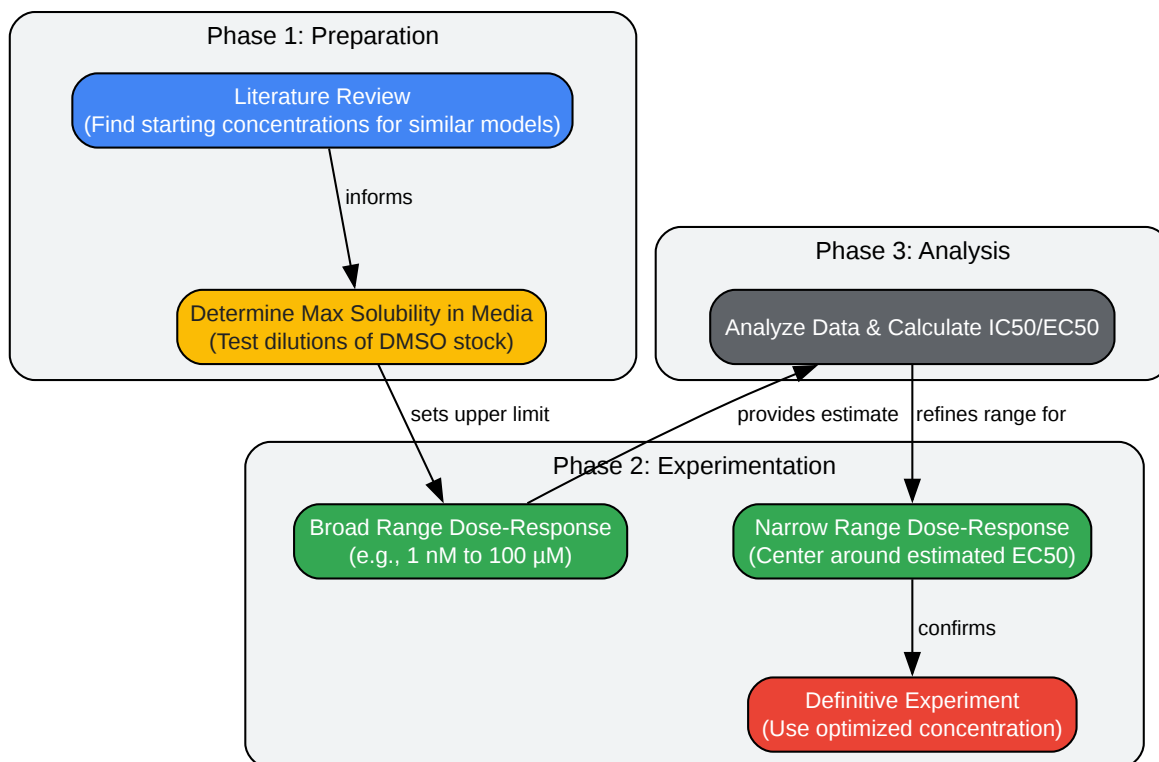 Phase 1: Preparation
Literature Review
(Find starting concentrations for similar models)
informs
Determine Max Solubility in Media
(Test dilutions of DMSO stock)
Phase 3: Analysis
Analyze Data & Calculate IC50/EC50
sets upper limit
provides estimate
refines range for
Phase 2: Experimentation
Broad Range Dose-Response
(e.g., 1 nM to 100 µM)
Narrow Range Dose-Response
(Center around estimated EC50)
confirms
Definitive Experiment
(Use optimized concentration)